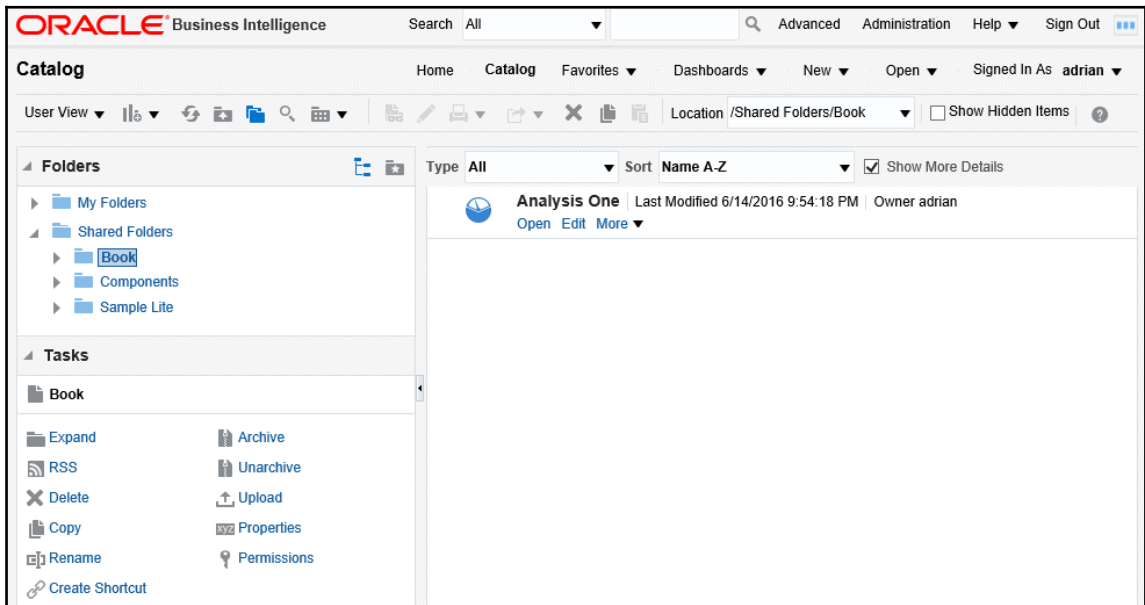 ORACLE Business Intelligence Search All Advanced Administration Help Sign Out
Catalog Home Catalog Favorites Dashboards New Open Signed In As adrian
User View Location /Shared Folders/Book Show Hidden Items
Folders
My Folders
Shared Folders
Book
Components
Sample Lite
Tasks
Book
Expand Archive
RSS Unarchive
Delete Upload
Copy xyz Properties
Rename Permissions
Create Shortcut
Type All Sort Name A-Z Show More Details
Analysis One Last Modified 6/14/2016 9:54:18 PM Owner adrian
Open Edit More